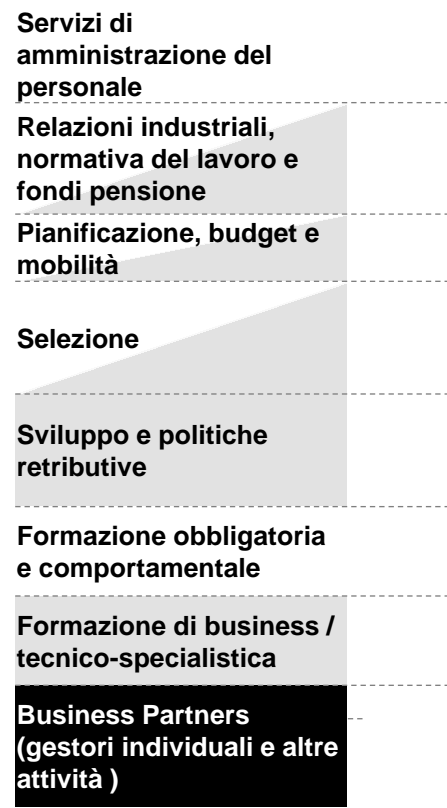 Servizi di
amministrazione del
personale
Relazioni industriali,
normativa del lavoro e
fondi pensione
Pianificazione, budget e
mobilità
Selezione
Sviluppo e politiche
retributive
Formazione obbligatoria
e comportamentale
Formazione di business /
tecnico-specialistica
Business Partners
(gestori individuali e altre
attività )